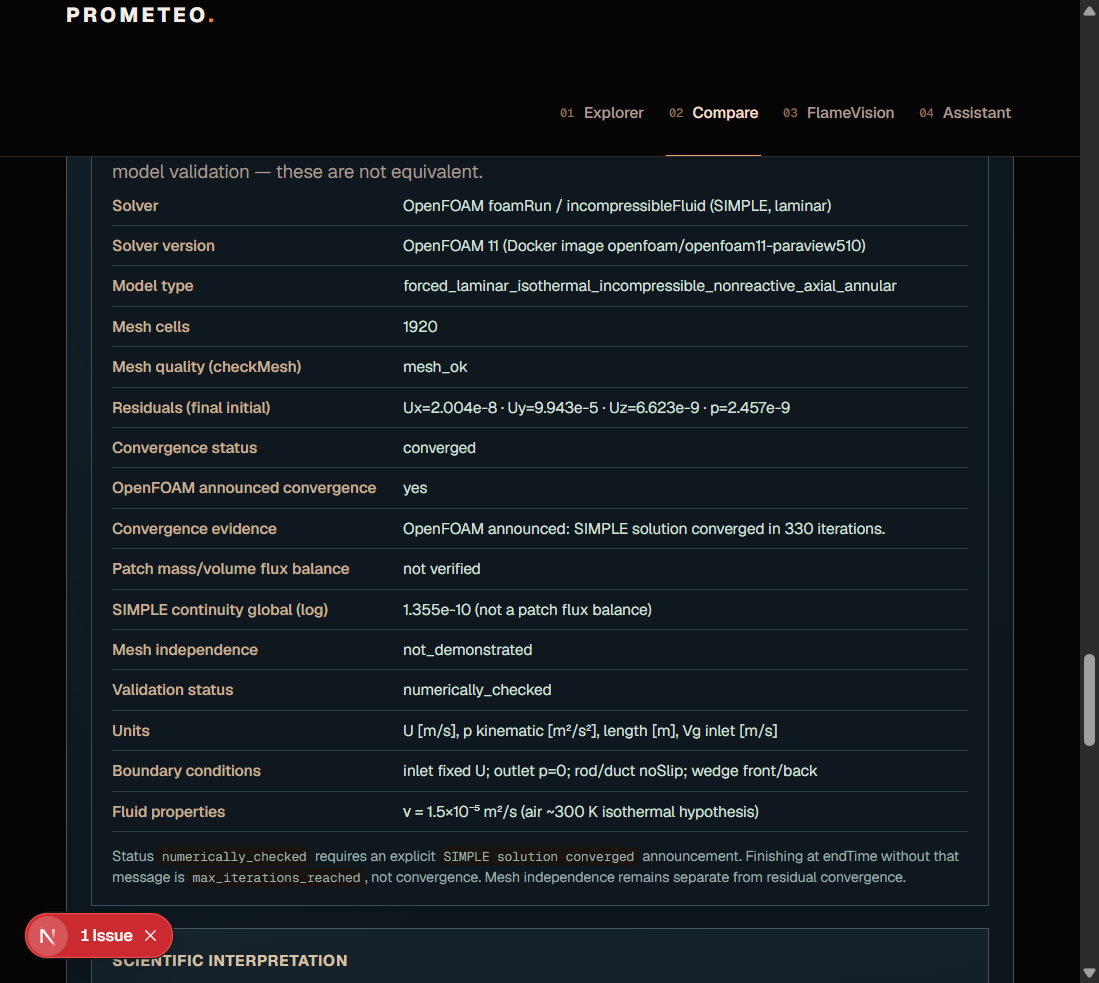 PROMETEO.
01 Explorer 02 Compare 03 FlameVision 04 Assistant
model validation — these are not equivalent.
Solver OpenFOAM foamRun / incompressibleFluid (SIMPLE, laminar)
Solver version OpenFOAM 11 (Docker image openfoam/openfoam11-paraview510)
Model type forced_laminar_isothermal_incompressible_nonreactive_axial_annular
Mesh cells 1920
Mesh quality (checkMesh) mesh_ok
Residuals (final initial) Ux=2.004e-8 · Uy=9.943e-5 · Uz=6.623e-9 · p=2.457e-9
Convergence status converged
OpenFOAM announced convergence yes
Convergence evidence OpenFOAM announced: SIMPLE solution converged in 330 iterations.
Patch mass/volume flux balance not verified
SIMPLE continuity global (log) 1.355e-10 (not a patch flux balance)
Mesh independence not_demonstrated
Validation status numerically_checked
Units U [m/s], p kinematic [m²/s²], length [m], Vg inlet [m/s]
Boundary conditions inlet fixed U; outlet p=0; rod/duct noSlip; wedge front/back
Fluid properties ν = 1.5×10⁻⁵ m²/s (air ~300 K isothermal hypothesis)
Status numerically_checked requires an explicit SIMPLE solution converged announcement. Finishing at endTime without that
message is max_iterations_reached , not convergence. Mesh independence remains separate from residual convergence.
N 1 Issue
SCIENTIFIC INTERPRETATION